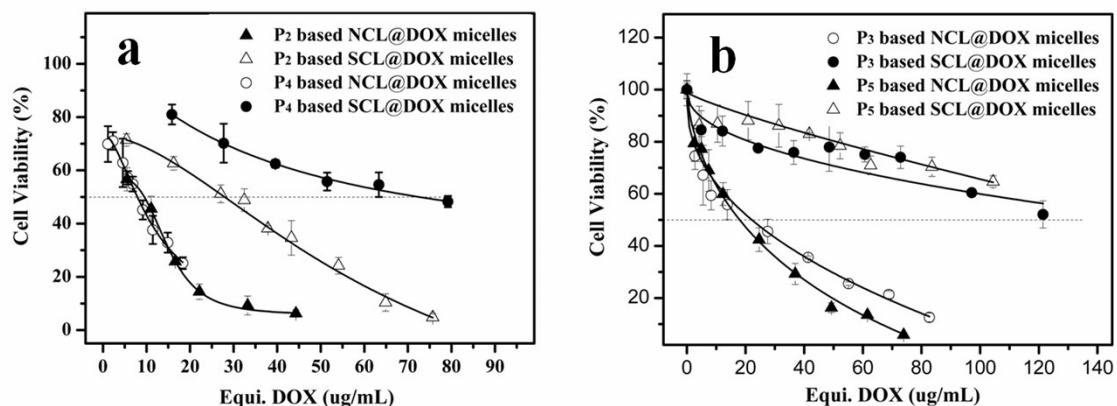 a
P2 based NCL@DOX micelles
P2 based SCL@DOX micelles
P4 based NCL@DOX micelles
P4 based SCL@DOX micelles
Cell Viability (%)
100
80
60
40
20
0
0 10 20 30 40 50 60 70 80 90
Equi. DOX (ug/mL)
b
P3 based NCL@DOX micelles
P3 based SCL@DOX micelles
P5 based NCL@DOX micelles
P5 based SCL@DOX micelles
Cell Viability (%)
120
100
80
60
40
20
0 20 40 60 80 100 120 140
Equi. DOX (ug/mL)